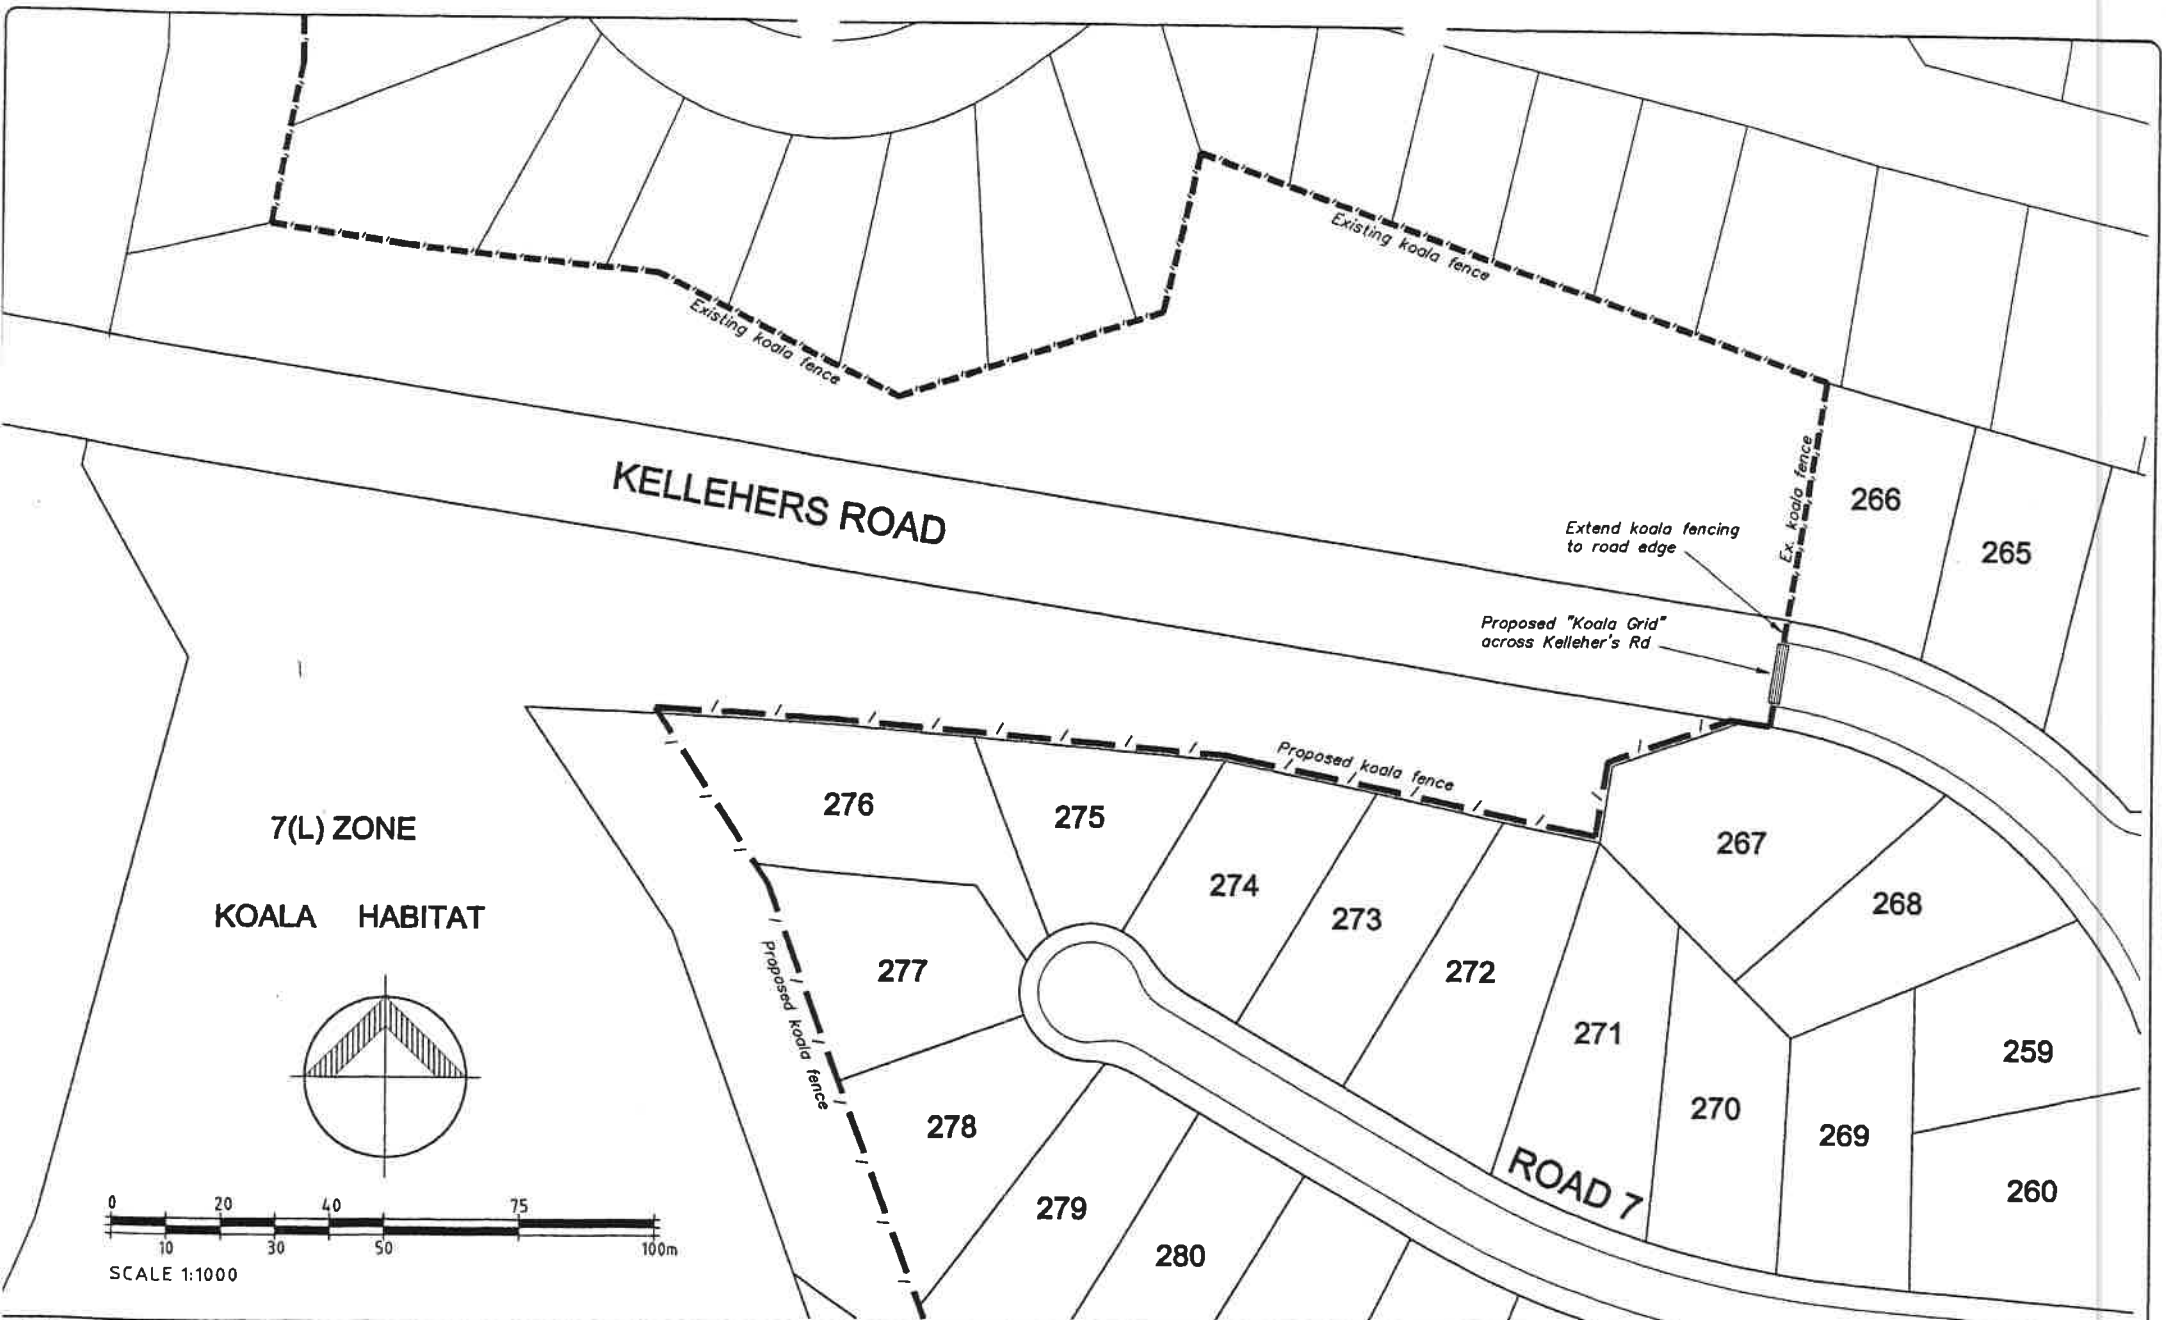 Existing koala fence
Existing koala fence
KELLEHERS ROAD
Ex. koala fence
266
265
Extend koala fencing
to road edge
Proposed "Koala Grid"
across Kelleher's Rd
Proposed koala fence
276
275
274
273
272
267
268
7(L) ZONE
KOALA HABITAT
277
Proposed koala fence
271
270
269
259
260
278
279
280
ROAD 7
0 20 40 75
10 30 50 100m
SCALE 1:1000